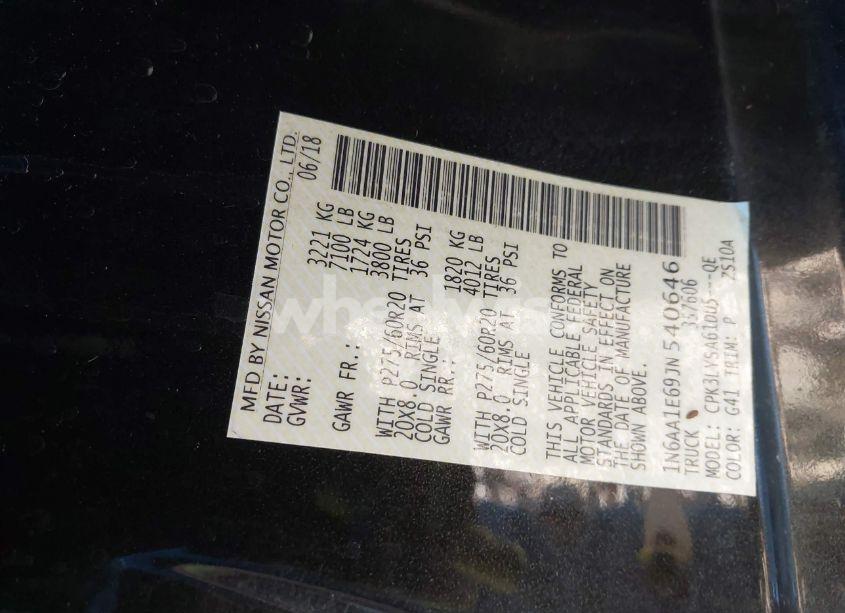 MFD BY NISSAN MOTOR CO., LTD.
DATE: 06/18
GVWR: 3221 KG
7100 LB
GAWR FR.: 1724 KG
3800 LB
WITH P275/60R20 TIRES
20X8.0 RIMS AT 36 PSI
COLD SINGLE
GAWR RR.: 1820 KG
4012 LB
WITH P275/60R20 TIRES
20X8.0 RIMS AT 36 PSI
COLD SINGLE
THIS VEHICLE CONFORMS TO
ALL APPLICABLE FEDERAL
MOTOR VEHICLE SAFETY
STANDARDS IN EFFECT ON
THE DATE OF MANUFACTURE
SHOWN ABOVE.
1N6AA1E69JN540646
TRUCK 35/606
MODEL: CPK3LVSA61DU5---QE
COLOR: G41 TRIM: P 2S10A